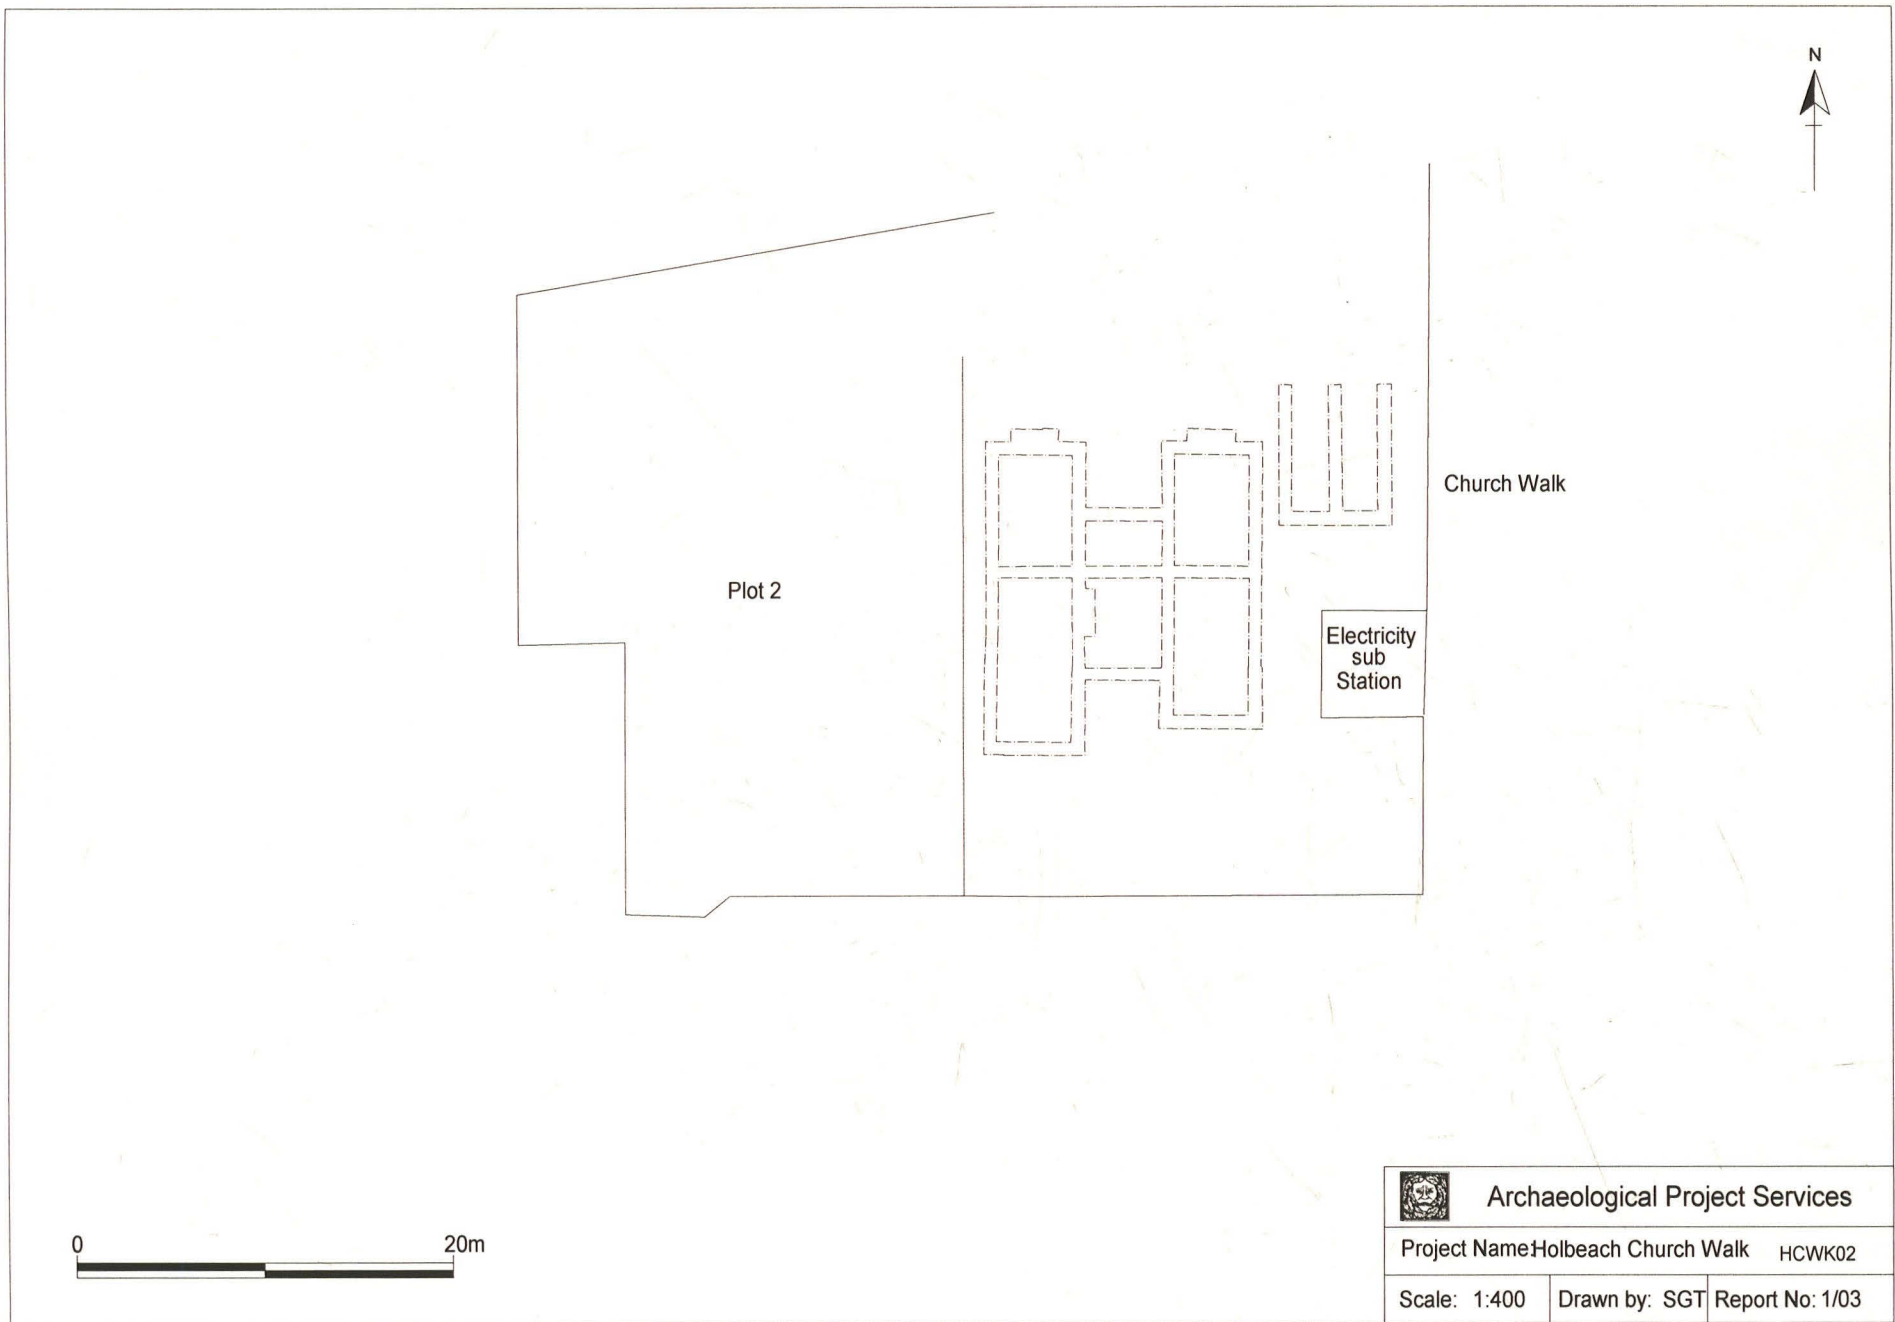 N
Church Walk
Plot 2
Electricity
sub
Station
0 20m
Archaeological Project Services
Project Name:Holbeach Church Walk HCWK02
Scale: 1:400 Drawn by: SGT Report No: 1/03